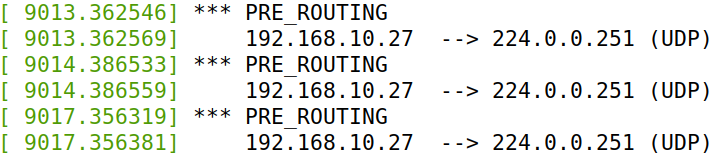 [ 9013.362546] *** PRE_ROUTING
[ 9013.362569]     192.168.10.27  --> 224.0.0.251 (UDP)
[ 9014.386533] *** PRE_ROUTING
[ 9014.386559]     192.168.10.27  --> 224.0.0.251 (UDP)
[ 9017.356319] *** PRE_ROUTING
[ 9017.356381]     192.168.10.27  --> 224.0.0.251 (UDP)